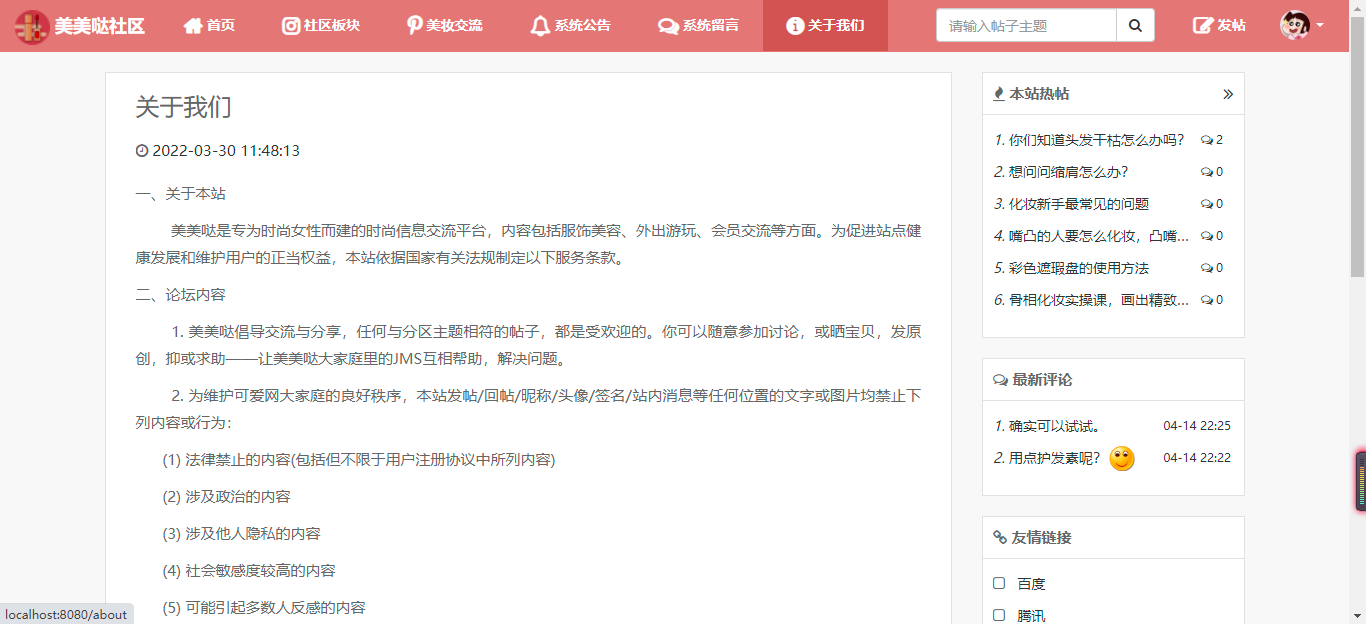 美美哒社区 首页 社区板块 美妆交流 系统公告 系统留言 关于我们 请输入帖子主题 发帖
关于我们
2022-03-30 11:48:13
一、关于本站
美美哒是专为时尚女性而建的时尚信息交流平台，内容包括服饰美容、外出游玩、会员交流等方面。为促进站点健
康发展和维护用户的正当权益，本站依据国家有关法规制定以下服务条款。
二、论坛内容
1. 美美哒倡导交流与分享，任何与分区主题相符的帖子，都是受欢迎的。你可以随意参加讨论，或晒宝贝，发原
创，抑或求助——让美美哒大家庭里的JMS互相帮助，解决问题。
2. 为维护可爱网大家庭的良好秩序，本站发帖/回帖/昵称/头像/签名/站内消息等任何位置的文字或图片均禁止下
列内容或行为：
(1) 法律禁止的内容(包括但不限于用户注册协议中所列内容)
(2) 涉及政治的内容
(3) 涉及他人隐私的内容
(4) 社会敏感度较高的内容
(5) 可能引起多数人反感的内容
本站热帖
1. 你们知道头发干枯怎么办吗？ 2
2. 想问问缩肩怎么办？ 0
3. 化妆新手最常见的问题 0
4. 嘴凸的人要怎么化妆，凸嘴... 0
5. 彩色遮瑕盘的使用方法 0
6. 骨相化妆实操课，画出精致... 0
最新评论
1. 确实可以试试。 04-14 22:25
2. 用点护发素呢？ 04-14 22:22
友情链接
百度
腾讯
localhost:8080/about